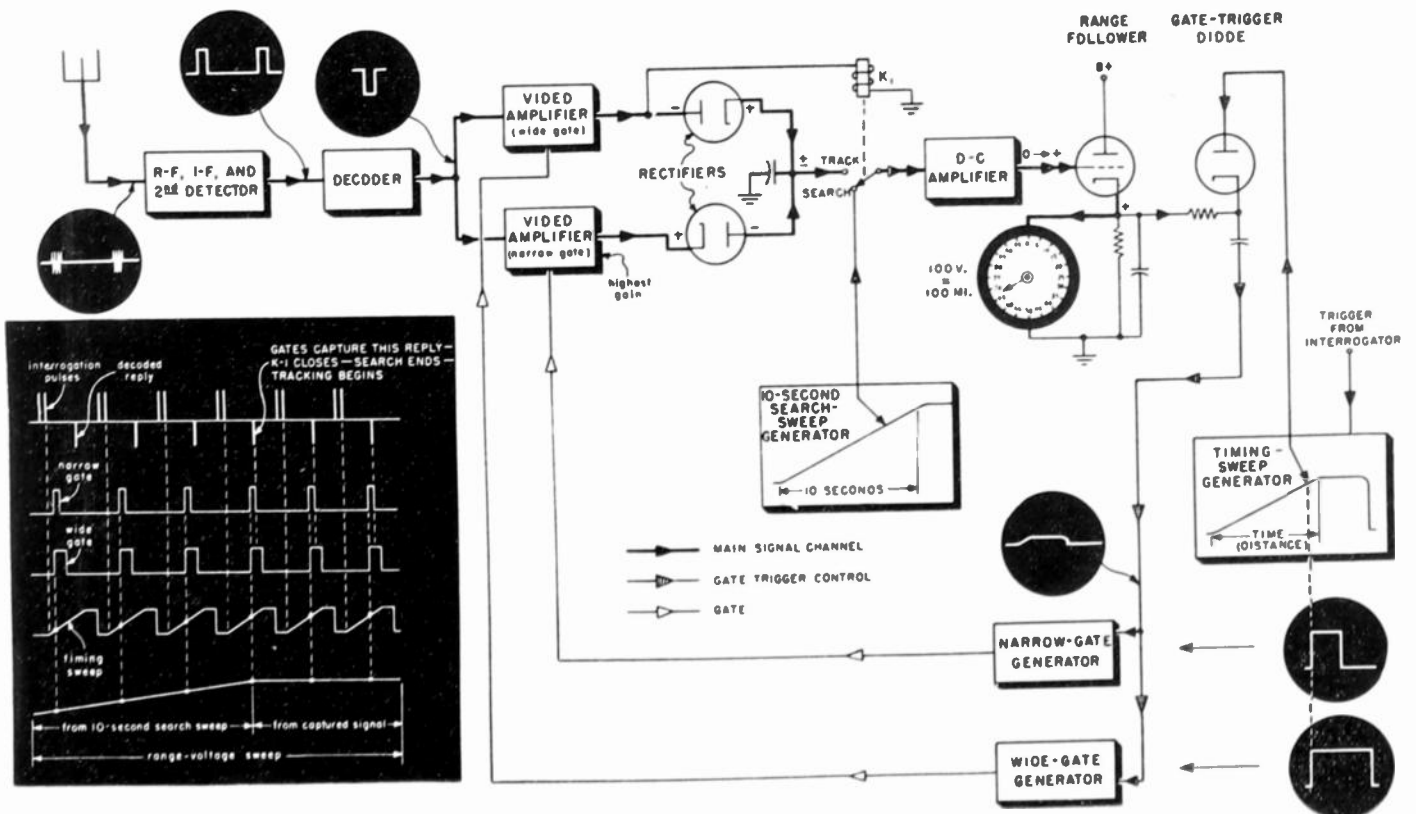 RANGE
FOLLOWER
GATE-TRIGGER
DIODE
B+
VIDEO
AMPLIFIER
(wide gate)
K1
- +
R-F, I-F, AND
2nd DETECTOR
DECODER
RECTIFIERS
± TRACK
SEARCH
D-C
AMPLIFIER
0 → +
+
VIDEO
AMPLIFIER
(narrow gate)
+ -
highest
gain
100 V.
=
100 MI.
TRIGGER
FROM
INTERROGATOR
interrogation
pulses
decoded
reply
GATES CAPTURE THIS REPLY—
K-1 CLOSES—SEARCH ENDS—
TRACKING BEGINS
narrow
gate
wide
gate
timing
sweep
from 10-second search sweep
from captured signal
range-voltage sweep
10-SECOND
SEARCH-
SWEEP
GENERATOR
10 SECONDS
TIMING-
SWEEP
GENERATOR
TIME
(DISTANCE)
MAIN SIGNAL CHANNEL
GATE TRIGGER CONTROL
GATE
NARROW-GATE
GENERATOR
WIDE-GATE
GENERATOR